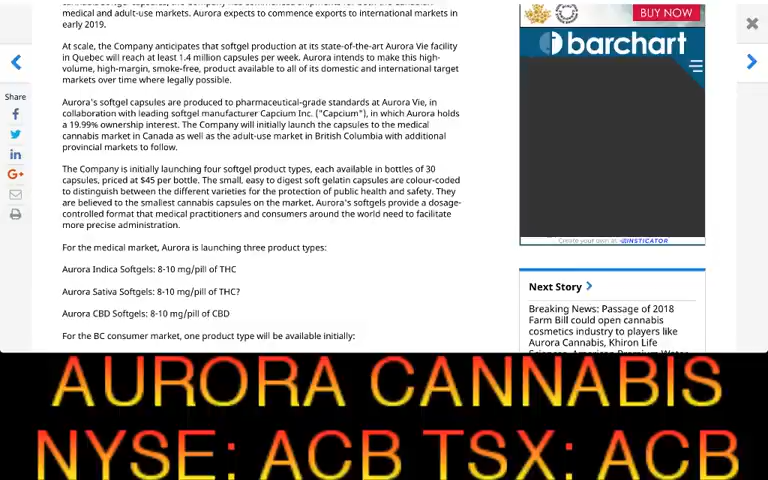 medical and adult-use markets. Aurora expects to commence exports to international markets in
early 2019.
At scale, the Company anticipates that softgel production at its state-of-the-art Aurora Vie facility
in Quebec will reach at least 1.4 million capsules per week. Aurora intends to make this high-
volume, high-margin, smoke-free, product available to all of its domestic and international target
markets over time where legally possible.
Aurora's softgel capsules are produced to pharmaceutical-grade standards at Aurora Vie, in
collaboration with leading softgel manufacturer Capcium Inc. ("Capcium"), in which Aurora holds
a 19.99% ownership interest. The Company will initially launch the capsules to the medical
cannabis market in Canada as well as the adult-use market in British Columbia with additional
provincial markets to follow.
The Company is initially launching four softgel product types, each available in bottles of 30
capsules, priced at $45 per bottle. The small, easy to digest soft gelatin capsules are colour-coded
to distinguish between the different varieties for the protection of public health and safety. They
are believed to the smallest cannabis capsules on the market. Aurora's softgels provide a dosage-
controlled format that medical practitioners and consumers around the world need to facilitate
more precise administration.
For the medical market, Aurora is launching three product types:
Aurora Indica Softgels: 8-10 mg/pill of THC
Aurora Sativa Softgels: 8-10 mg/pill of THC?
Aurora CBD Softgels: 8-10 mg/pill of CBD
For the BC consumer market, one product type will be available initially:
Share
BUY NOW
barchart
Create your own at INSTICATOR
Next Story
Breaking News: Passage of 2018
Farm Bill could open cannabis
cosmetics industry to players like
Aurora Cannabis, Khiron Life
AURORA CANNABIS
NYSE: ACB TSX: ACB